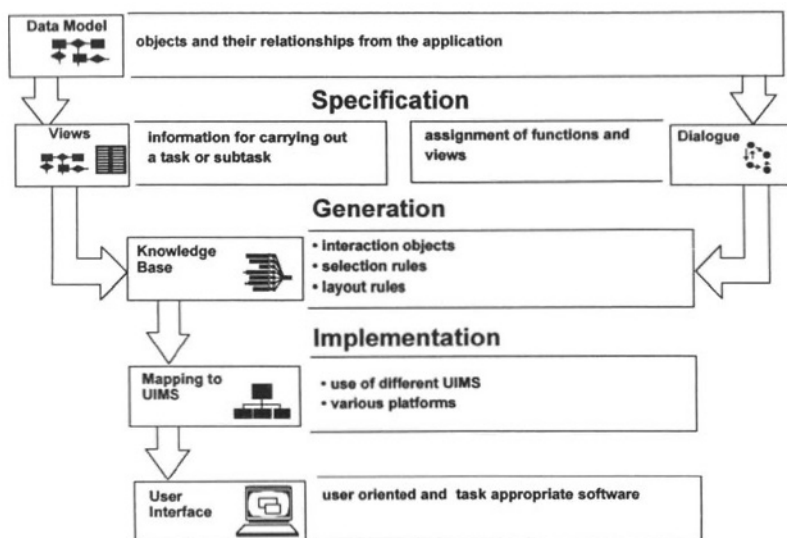 Data Model
objects and their relationships from the application
Specification
Views
information for carrying out
a task or subtask
assignment of functions and
views
Dialogue
Generation
Knowledge
Base
• interaction objects
• selection rules
• layout rules
Implementation
Mapping to
UIMS
• use of different UIMS
• various platforms
User
Interface
user oriented and task appropriate software